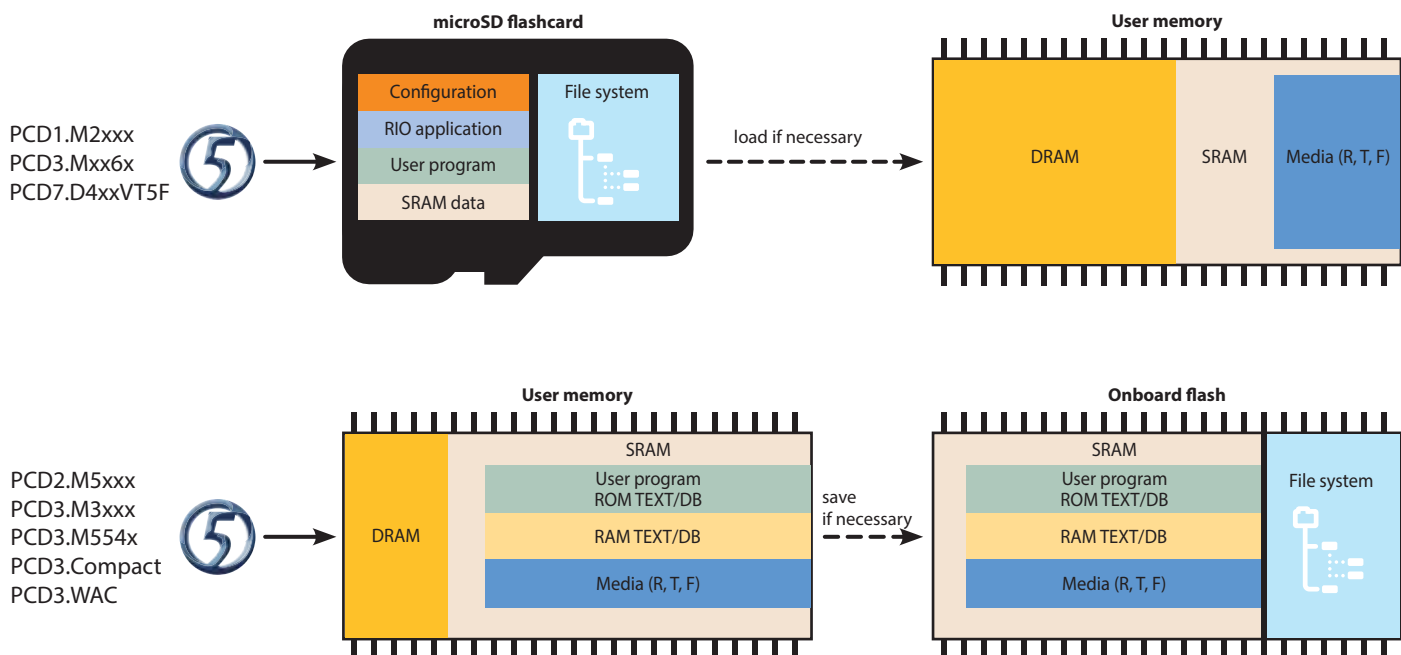 microSD flashcard
User memory
PCD1.M2xxx
PCD3.Mxx6x
PCD7.D4xxVT5F
5
Configuration
RIO application
User program
SRAM data
File system
load if necessary
DRAM
SRAM
Media (R, T, F)
User memory
Onboard flash
PCD2.M5xxx
PCD3.M3xxx
PCD3.M554x
PCD3.Compact
PCD3.WAC
5
DRAM
SRAM
User program
ROM TEXT/DB
RAM TEXT/DB
Media (R, T, F)
save
if necessary
SRAM
User program
ROM TEXT/DB
RAM TEXT/DB
Media (R, T, F)
File system